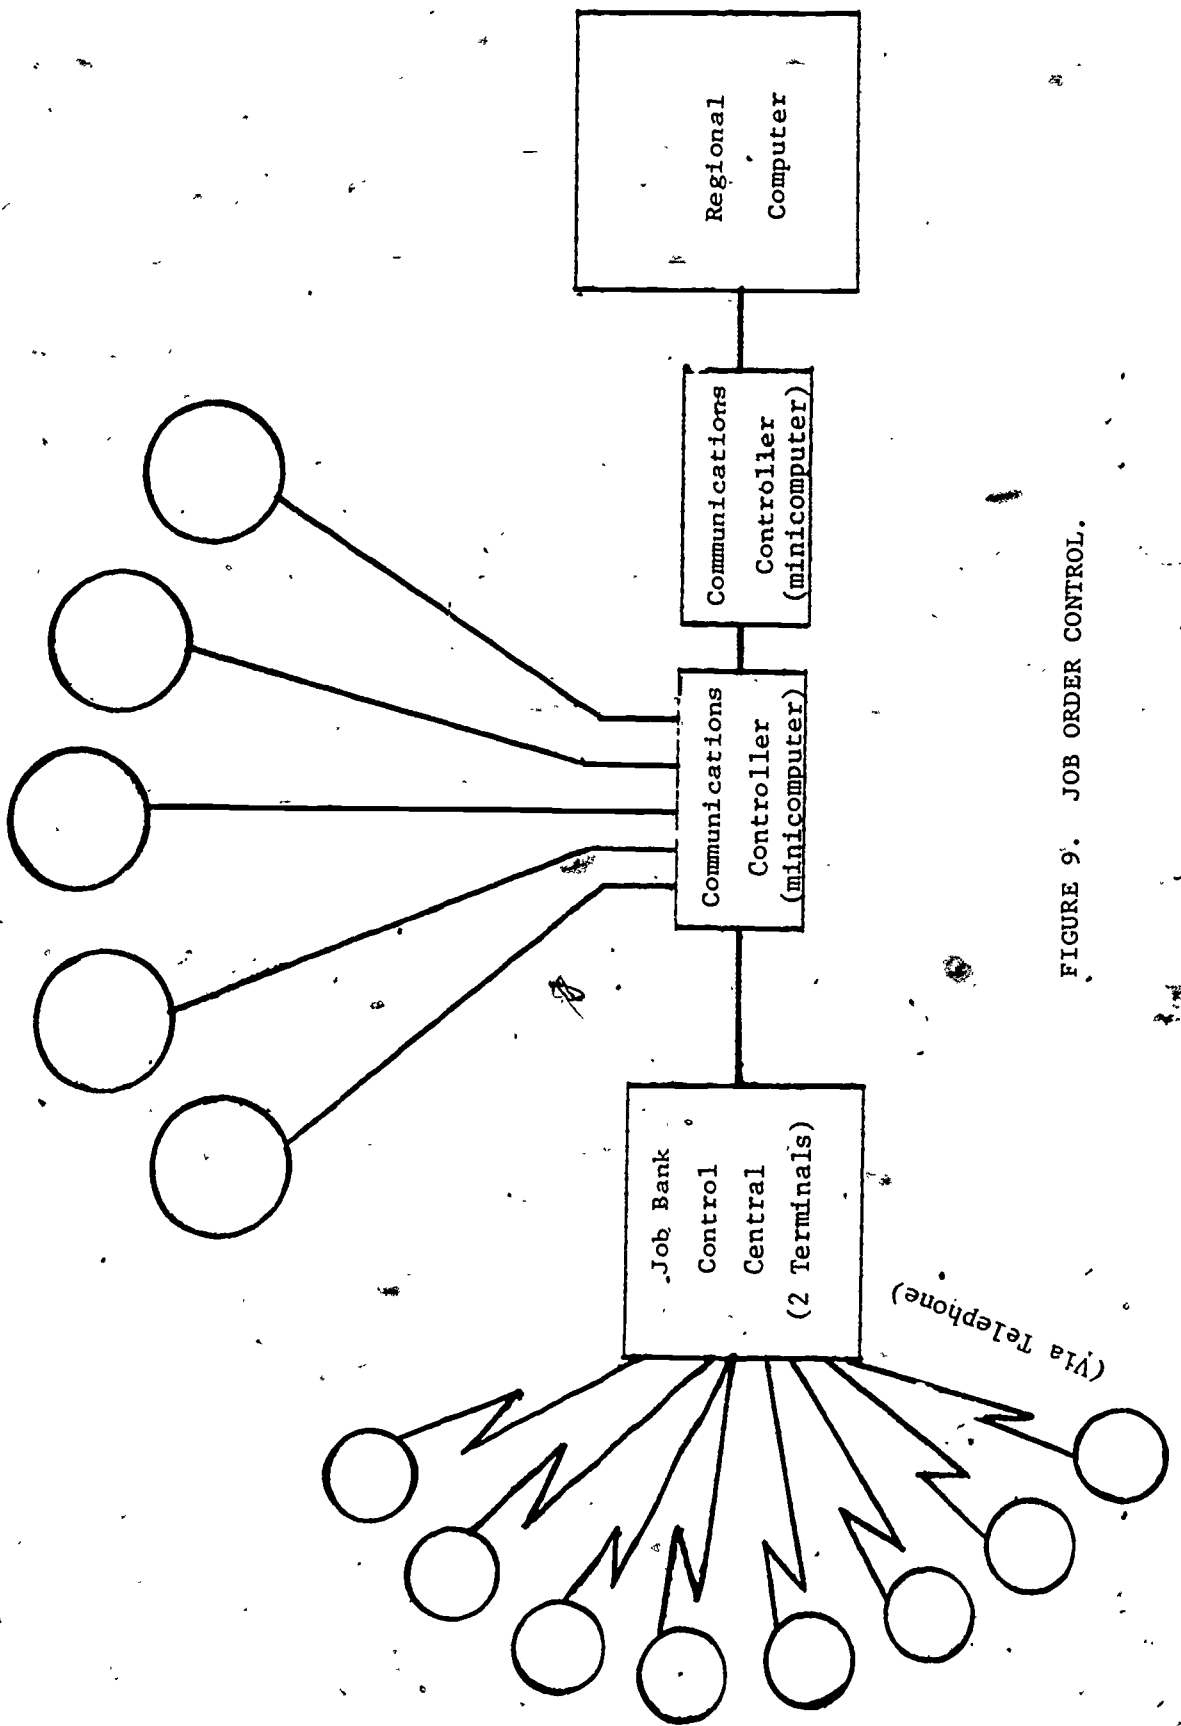 (Via Telephone)
Job Bank
Control
Central
(2 Terminals)
Communications
Controller
(minicomputer)
Communications
Controller
(minicomputer)
Regional
Computer
FIGURE 9. JOB ORDER CONTROL.